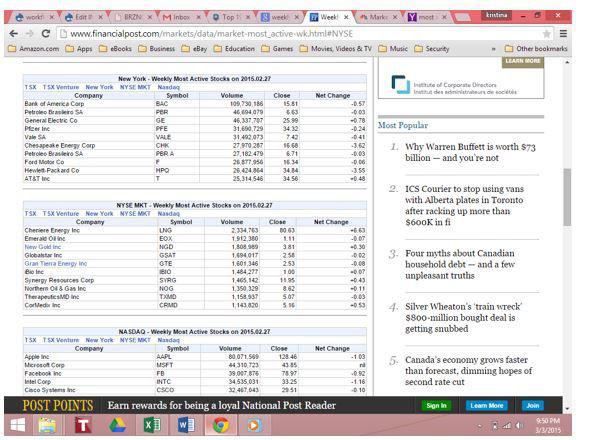 workfi
Edit P
BRZN
M Inbox
Top 1
weekl
FP Week
Marke
Y most
kristina
www.financialpost.com/markets/data/market-most_active-wk.html#NYSE
Amazon.com Apps eBooks Business eBay Education Games Movies, Videos & TV Music Security » Other bookmarks
New York - Weekly Most Active Stocks on 2015.02.27
TSX TSX Venture New York NYSE MKT Nasdaq
Company Symbol Volume Close Net Change
Bank of America Corp BAC 109,730,186 15.81 -0.57
Petroleo Brasileiro SA PBR 46,694,079 6.63 -0.03
General Electric Co GE 46,337,707 25.99 +0.78
Pfizer Inc PFE 31,690,729 34.32 -0.24
Vale SA VALE 31,492,073 7.42 -0.41
Chesapeake Energy Corp CHK 27,970,287 16.68 -3.62
Petroleo Brasileiro SA PBR.A 27,182,479 6.71 -0.03
Ford Motor Co F 26,877,956 16.34 -0.06
Hewlett-Packard Co HPQ 26,424,864 34.84 -3.55
AT&T Inc T 25,314,546 34.56 +0.48
NYSE MKT - Weekly Most Active Stocks on 2015.02.27
TSX TSX Venture New York NYSE MKT Nasdaq
Company Symbol Volume Close Net Change
Cheniere Energy Inc LNG 2,334,763 80.63 +6.63
Emerald Oil Inc EOX 1,912,380 1.11 -0.07
New Gold Inc NGD 1,808,989 3.81 +0.30
Globalstar Inc GSAT 1,694,017 2.58 -0.02
Gran Tierra Energy Inc GTE 1,601,346 2.53 -0.08
iBio Inc IBIO 1,484,277 1.00 +0.07
Synergy Resources Corp SYRG 1,465,142 11.95 +0.43
Northern Oil & Gas Inc NOG 1,350,329 8.62 +0.11
TherapeuticsMD Inc TXMD 1,158,937 5.07 -0.03
CorMedix Inc CRMD 1,143,820 5.16 +0.53
NASDAQ - Weekly Most Active Stocks on 2015.02.27
TSX TSX Venture New York NYSE MKT Nasdaq
Company Symbol Volume Close Net Change
Apple Inc AAPL 80,071,569 128.46 -1.03
Microsoft Corp MSFT 44,310,723 43.85 nil
Facebook Inc FB 39,007,876 78.97 -0.92
Intel Corp INTC 34,535,031 33.25 -1.16
Cisco Systems Inc CSCO 32,467,043 29.51 -0.10
LEARN MORE
Institute of Corporate Directors
Institut des administrateurs de sociétés
Most Popular
1. Why Warren Buffett is worth $73
billion — and you're not
2. ICS Courier to stop using vans
with Alberta plates in Toronto
after racking up more than
$600K in fi
3. Four myths about Canadian
household debt — and a few
unpleasant truths
4. Silver Wheaton's 'train wreck'
$800-million bought deal is
getting snubbed
5. Canada's economy grows faster
than forecast, dimming hopes of
second rate cut
POST POINTS Earn rewards for being a loyal National Post Reader Sign In Learn More Join
9:50 PM
3/3/2015